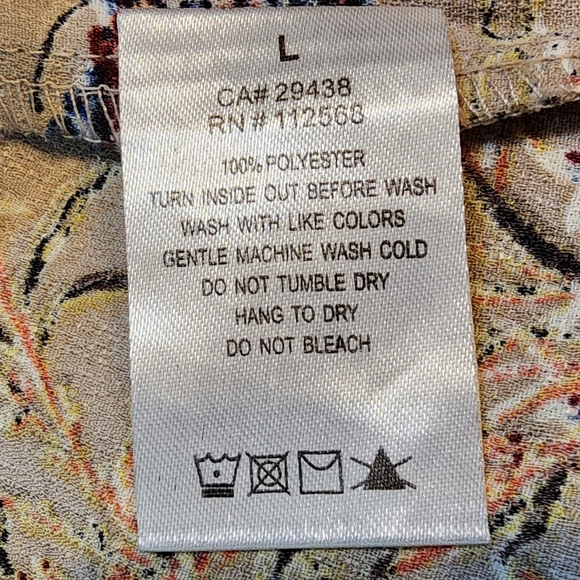 L
CA# 29438
RN # 112568
100% POLYESTER
TURN INSIDE OUT BEFORE WASH
WASH WITH LIKE COLORS
GENTLE MACHINE WASH COLD
DO NOT TUMBLE DRY
HANG TO DRY
DO NOT BLEACH